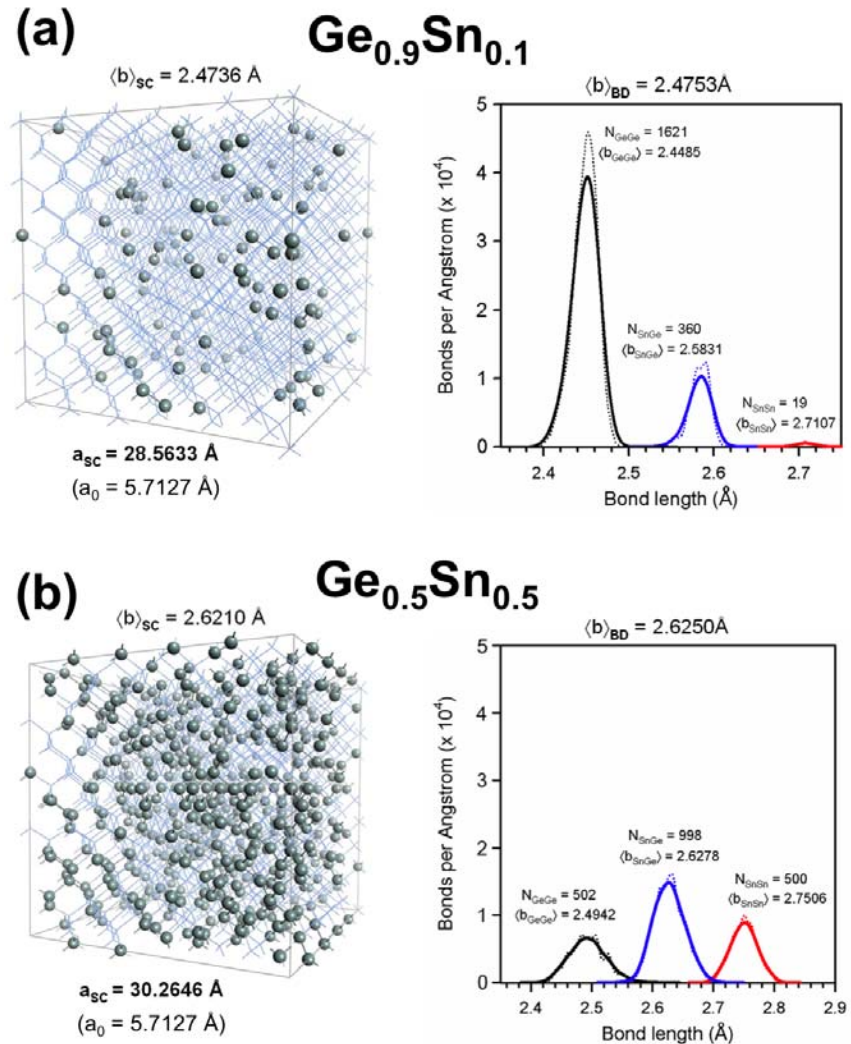 (a)
Ge0.9Sn0.1
⟨b⟩SC = 2.4736 Å
aSC = 28.5633 Å
(a0 = 5.7127 Å)
⟨b⟩BD = 2.4753Å
NGeGe = 1621
⟨bGeGe⟩ = 2.4485
NSnGe = 360
⟨bSnGe⟩ = 2.5831
NSnSn = 19
⟨bSnSn⟩ = 2.7107
Bonds per Angstrom (x 10^4)
5
4
3
2
1
0
2.4 2.5 2.6 2.7
Bond length (Å)
(b)
Ge0.5Sn0.5
⟨b⟩SC = 2.6210 Å
aSC = 30.2646 Å
(a0 = 5.7127 Å)
⟨b⟩BD = 2.6250Å
NSnGe = 998
⟨bSnGe⟩ = 2.6278
NGeGe = 502
⟨bGeGe⟩ = 2.4942
NSnSn = 500
⟨bSnSn⟩ = 2.7506
Bonds per Angstrom (x 10^4)
5
4
3
2
1
0
2.4 2.5 2.6 2.7 2.8 2.9
Bond length (Å)